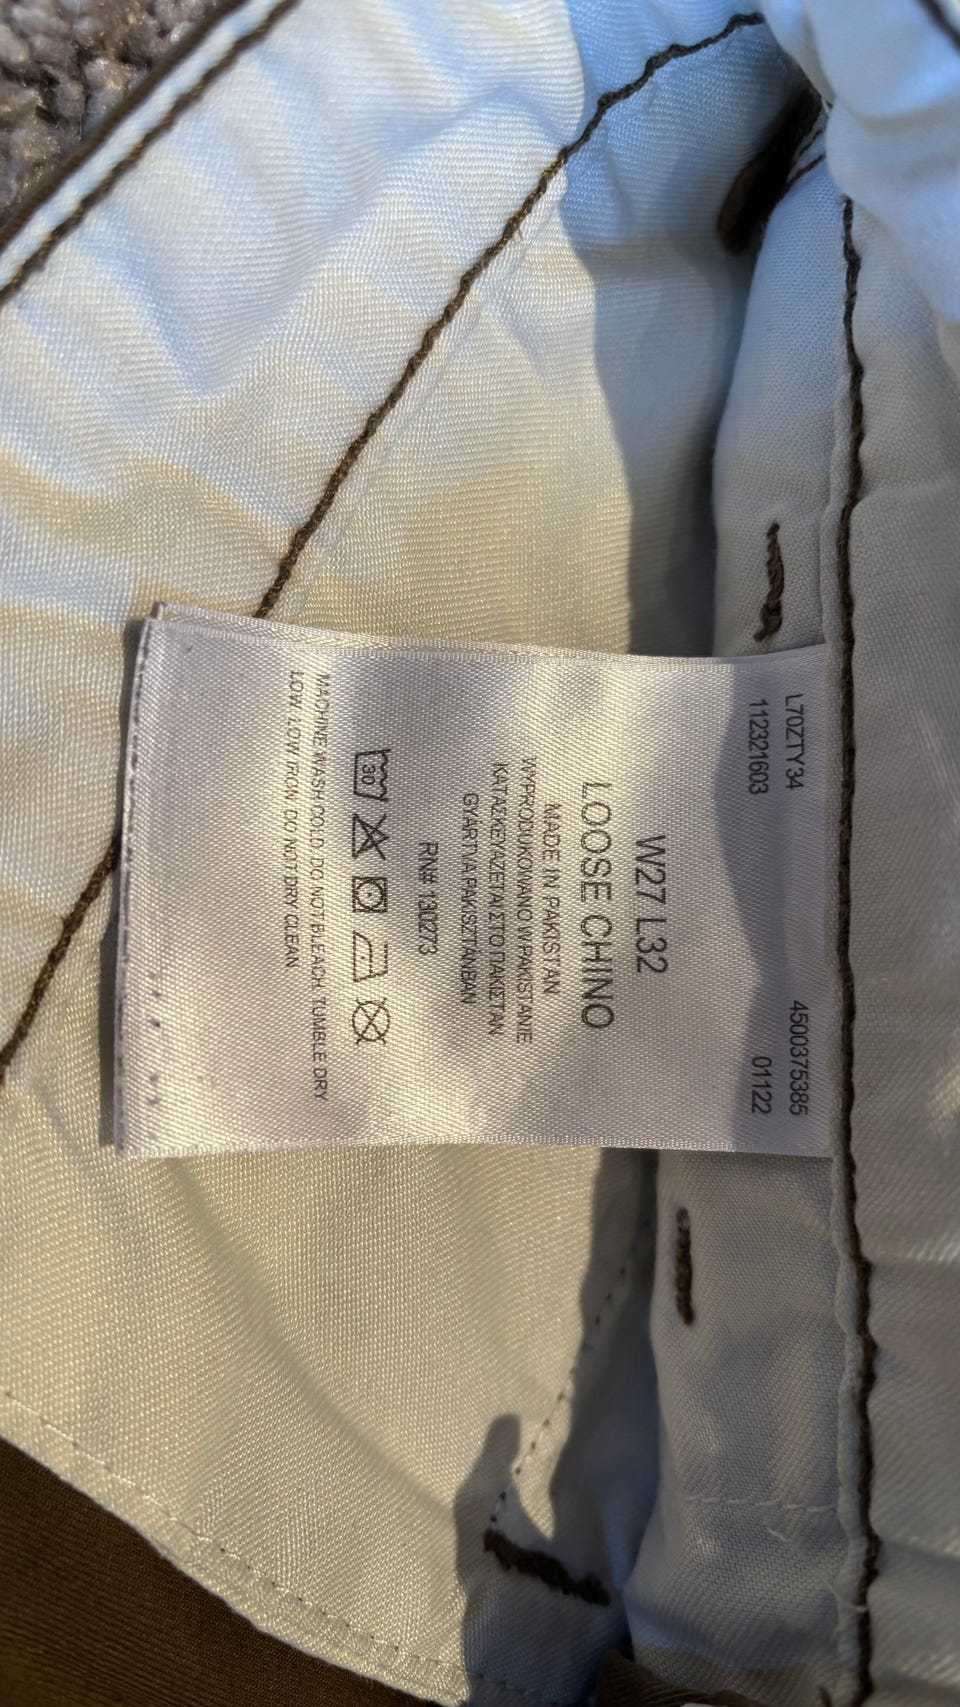 L70ZTY34 4500375385
112321603 01122
W27 L32
LOOSE CHINO
MADE IN PAKISTAN
WYPRODUKOWANO W PAKISTANIE
ΚΑΤΑΣΚΕΥΑΖΕΤΑΙ ΣΤΟ ΠΑΚΙΣΤΑΝ
GYÁRTVA PAKISZTÁNBAN
RN# 130273
30
MACHINE WASH COLD DO NOT BLEACH TUMBLE DRY
LOW LOW IRON DO NOT DRY CLEAN